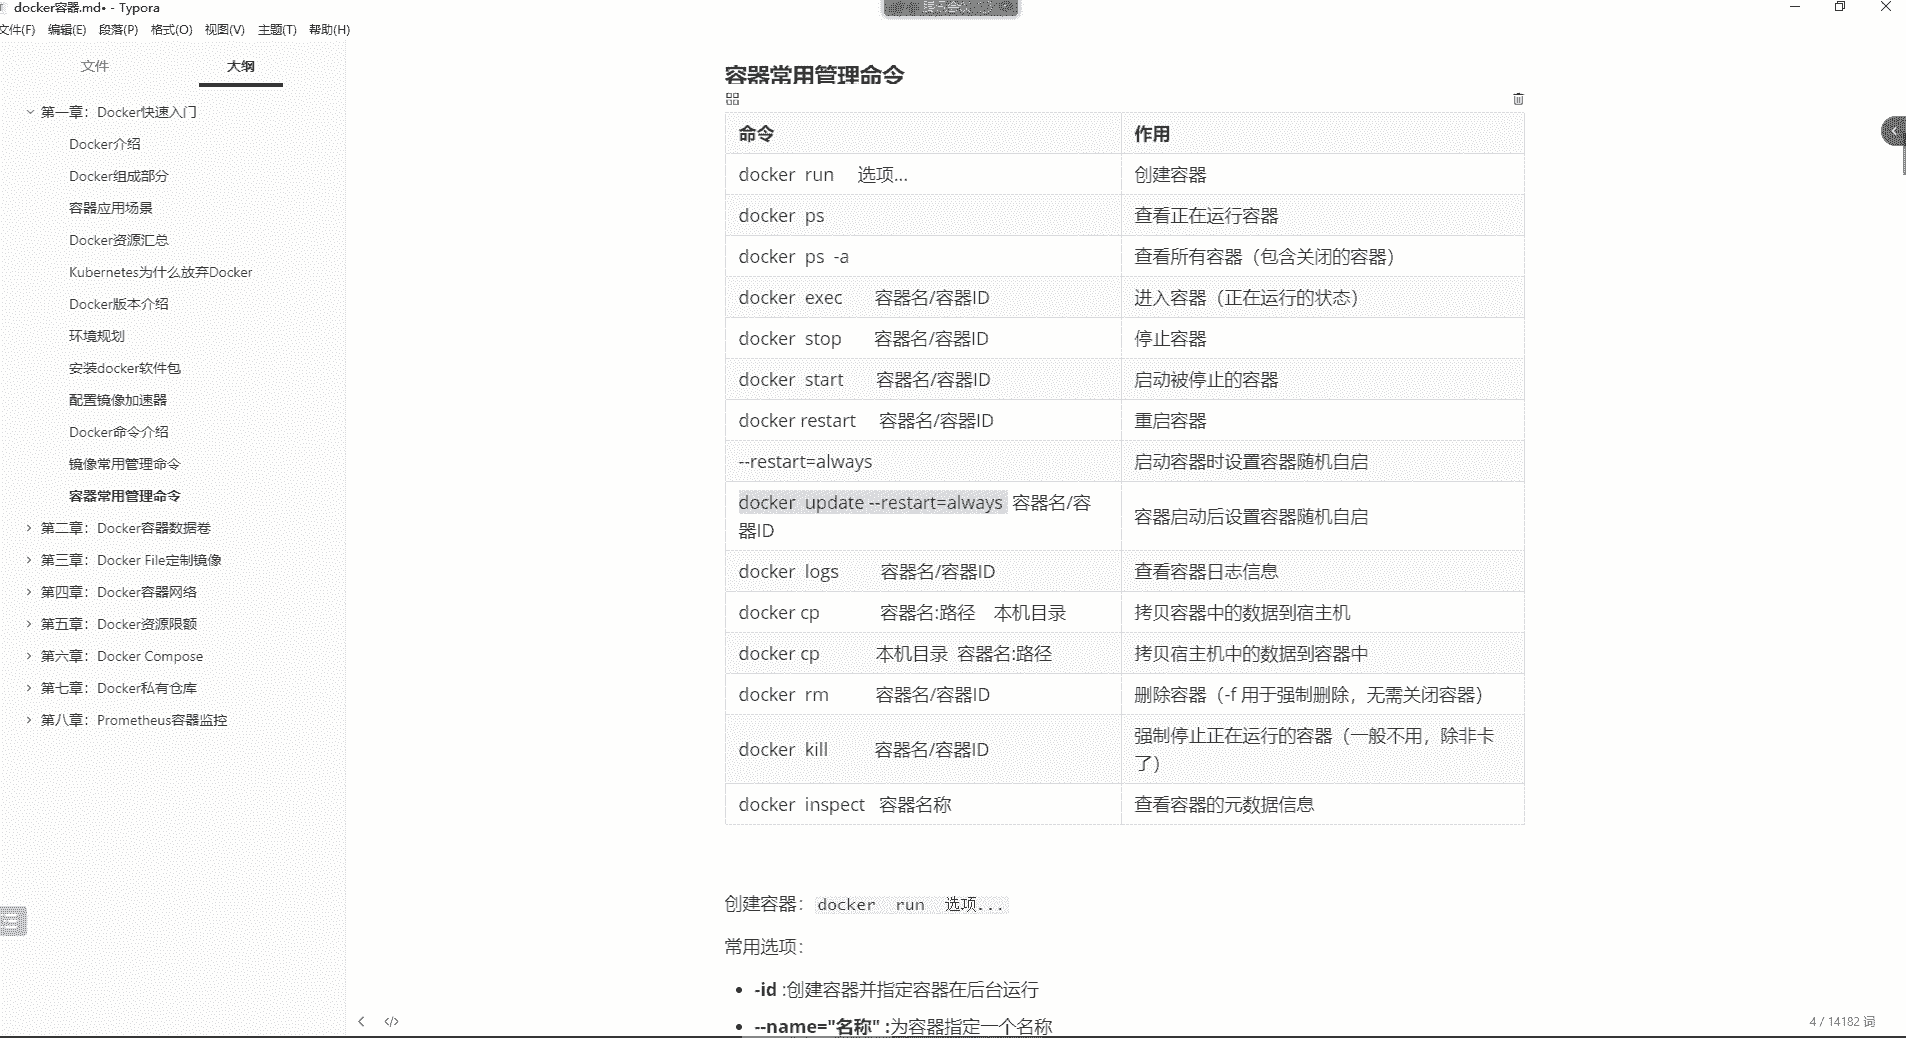 docker容器.md• - Typora
文件(F) 编辑(E) 段落(P) 格式(O) 视图(V) 主题(T) 帮助(H)
文件 大纲
第一章：Docker快速入门
Docker介绍
Docker组成部分
容器应用场景
Docker资源汇总
Kubernetes为什么放弃Docker
Docker版本介绍
环境规划
安装docker软件包
配置镜像加速器
Docker命令介绍
镜像常用管理命令
容器常用管理命令
第二章：Docker容器数据卷
第三章：Docker File定制镜像
第四章：Docker容器网络
第五章：Docker资源限额
第六章：Docker Compose
第七章：Docker私有仓库
第八章：Prometheus容器监控
容器常用管理命令
命令 作用
docker run 选项... 创建容器
docker ps 查看正在运行容器
docker ps -a 查看所有容器（包含关闭的容器）
docker exec 容器名/容器ID 进入容器（正在运行的状态）
docker stop 容器名/容器ID 停止容器
docker start 容器名/容器ID 启动被停止的容器
docker restart 容器名/容器ID 重启容器
--restart=always 启动容器时设置容器随机自启
docker update --restart=always 容器名/容
器ID 容器启动后设置容器随机自启
docker logs 容器名/容器ID 查看容器日志信息
docker cp 容器名:路径 本机目录 拷贝容器中的数据到宿主机
docker cp 本机目录 容器名:路径 拷贝宿主机中的数据到容器中
docker rm 容器名/容器ID 删除容器（-f 用于强制删除，无需关闭容器）
docker kill 容器名/容器ID 强制停止正在运行的容器（一般不用，除非卡
了）
docker inspect 容器名称 查看容器的元数据信息
创建容器：docker run 选项...
常用选项：
-id :创建容器并指定容器在后台运行
--name="名称" :为容器指定一个名称
4 / 14182 词